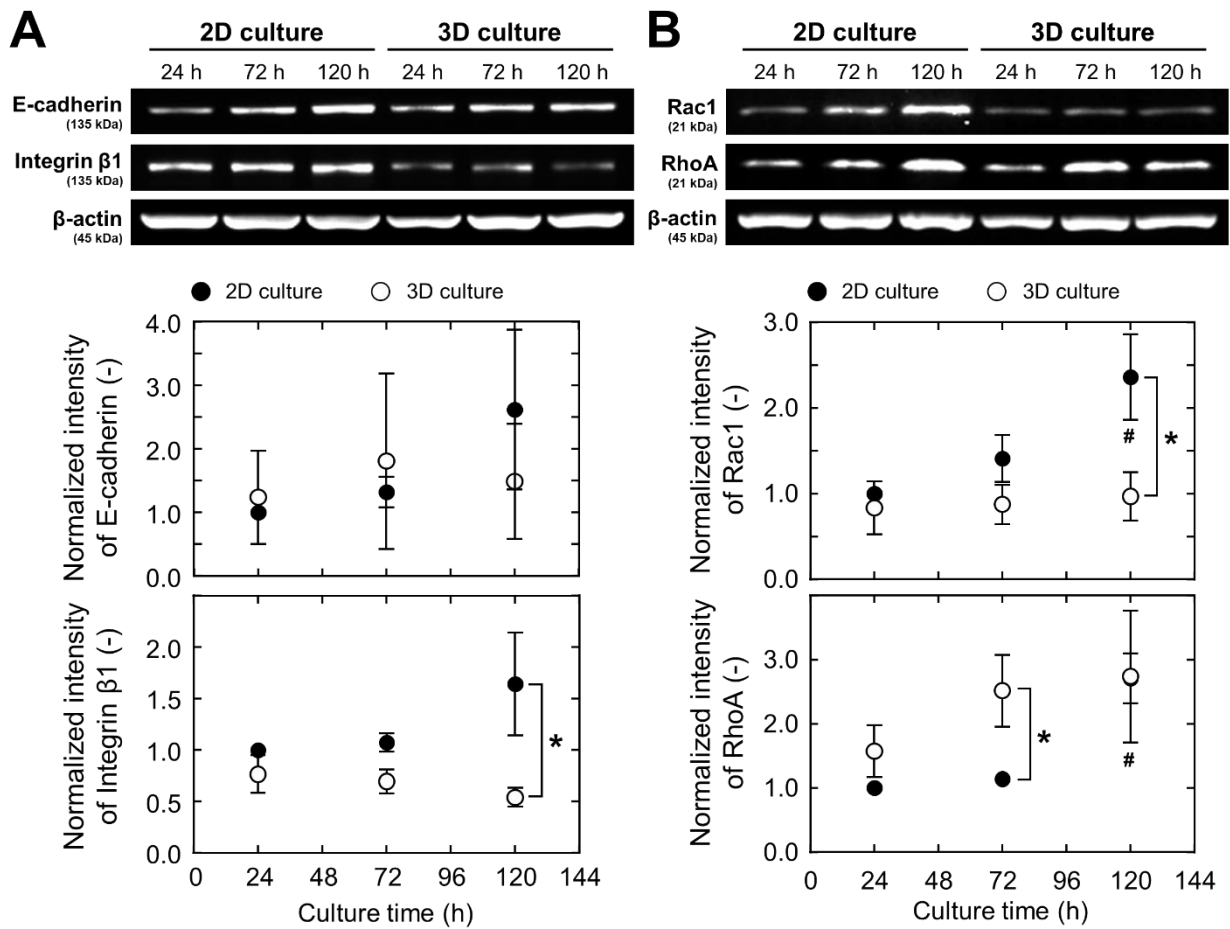 A
2D culture 3D culture
24 h 72 h 120 h 24 h 72 h 120 h
E-cadherin
(135 kDa)
Integrin β1
(135 kDa)
β-actin
(45 kDa)
2D culture 3D culture
Normalized intensity
of E-cadherin (-)
4.0
3.0
2.0
1.0
0.0
Normalized intensity
of Integrin β1 (-)
2.0
1.5
1.0
0.5
0.0
*
0 24 48 72 96 120 144
Culture time (h)
B
2D culture 3D culture
24 h 72 h 120 h 24 h 72 h 120 h
Rac1
(21 kDa)
RhoA
(21 kDa)
β-actin
(45 kDa)
2D culture 3D culture
Normalized intensity
of Rac1 (-)
3.0
2.0
1.0
0.0
# *
Normalized intensity
of RhoA (-)
3.0
2.0
1.0
0.0
* #
0 24 48 72 96 120 144
Culture time (h)